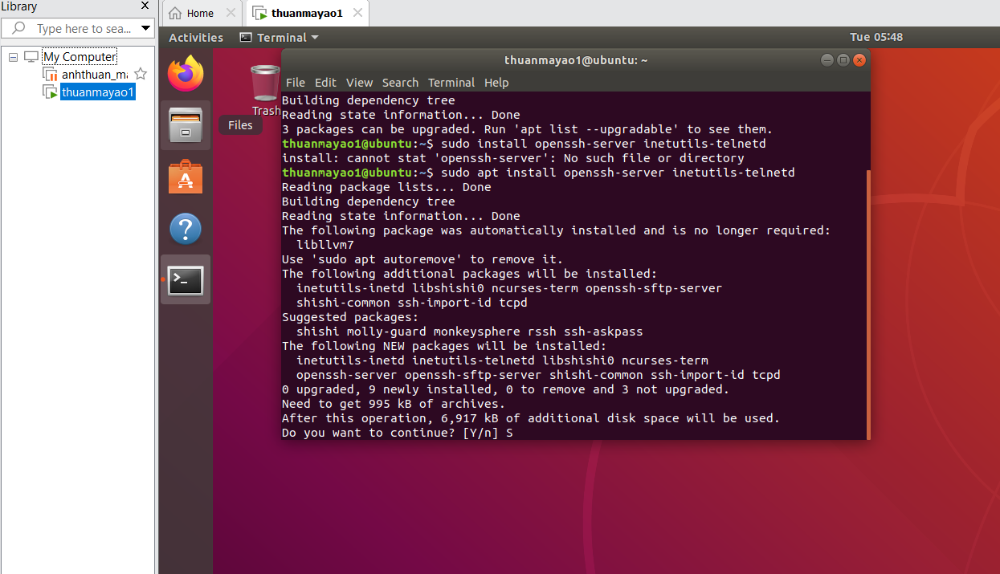 Library X
Type here to sea...
My Computer
anhthuan_ma
thuanmayao1
Home
thuanmayao1
Activities Terminal Tue 05:48
Trash
Files
thuanmayao1@ubuntu: ~
File Edit View Search Terminal Help
Building dependency tree
Reading state information... Done
3 packages can be upgraded. Run 'apt list --upgradable' to see them.
thuanmayao1@ubuntu:~$ sudo install openssh-server inetutils-telnetd
install: cannot stat 'openssh-server': No such file or directory
thuanmayao1@ubuntu:~$ sudo apt install openssh-server inetutils-telnetd
Reading package lists... Done
Building dependency tree
Reading state information... Done
The following package was automatically installed and is no longer required:
libllvm7
Use 'sudo apt autoremove' to remove it.
The following additional packages will be installed:
inetutils-inetd libshishi0 ncurses-term openssh-sftp-server
shishi-common ssh-import-id tcpd
Suggested packages:
shishi molly-guard monkeysphere rssh ssh-askpass
The following NEW packages will be installed:
inetutils-inetd inetutils-telnetd libshishi0 ncurses-term
openssh-server openssh-sftp-server shishi-common ssh-import-id tcpd
0 upgraded, 9 newly installed, 0 to remove and 3 not upgraded.
Need to get 995 kB of archives.
After this operation, 6,917 kB of additional disk space will be used.
Do you want to continue? [Y/n] S